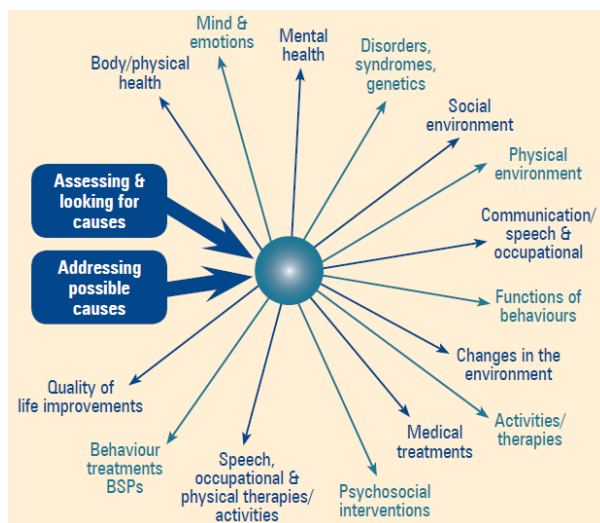 Mind &
emotions
Mental
health
Disorders,
syndromes,
genetics
Body/physical
health
Social
environment
Physical
environment
Assessing &
looking for
causes
Communication/
speech &
occupational
Addressing
possible
causes
Functions of
behaviours
Changes in the
environment
Quality of
life improvements
Activities/
therapies
Medical
treatments
Behaviour
treatments
BSPs
Speech,
occupational &
physical therapies/
activities
Psychosocial
interventions